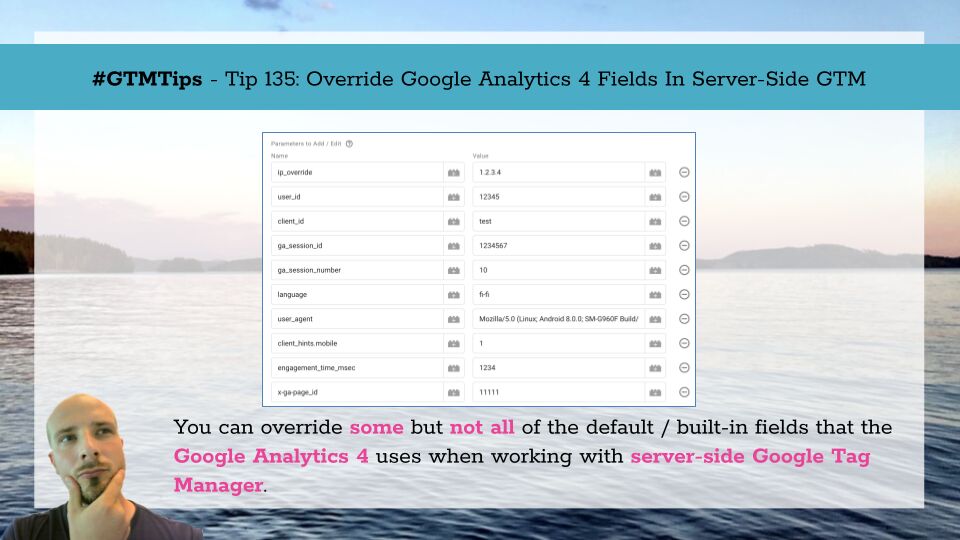 #GTMTips - Tip 135: Override Google Analytics 4 Fields In Server-Side GTM
Parameters to Add / Edit ?
Name Value
ip_override 1.2.3.4
user_id 12345
client_id test
ga_session_id 1234567
ga_session_number 10
language fi-fi
user_agent Mozilla/5.0 (Linux; Android 8.0.0; SM-G960F Build/
client_hints.mobile 1
engagement_time_msec 1234
x-ga-page_id 11111
You can override some but not all of the default / built-in fields that the
Google Analytics 4 uses when working with server-side Google Tag
Manager.